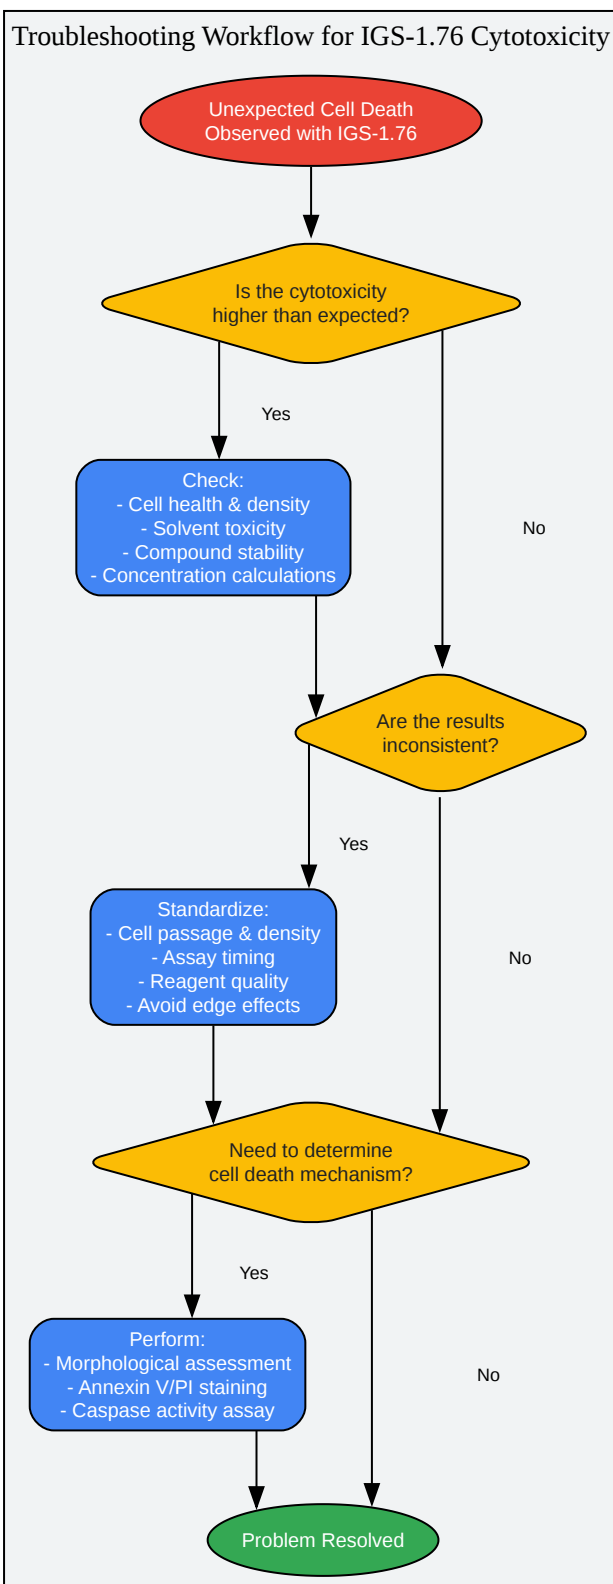 Troubleshooting Workflow for IGS-1.76 Cytotoxicity
Unexpected Cell Death
Observed with IGS-1.76
Is the cytotoxicity
higher than expected?
Yes
Check:
- Cell health & density
- Solvent toxicity
- Compound stability
- Concentration calculations
No
Are the results
inconsistent?
Yes
Standardize:
- Cell passage & density
- Assay timing
- Reagent quality
- Avoid edge effects
No
Need to determine
cell death mechanism?
Yes
Perform:
- Morphological assessment
- Annexin V/PI staining
- Caspase activity assay
No
Problem Resolved